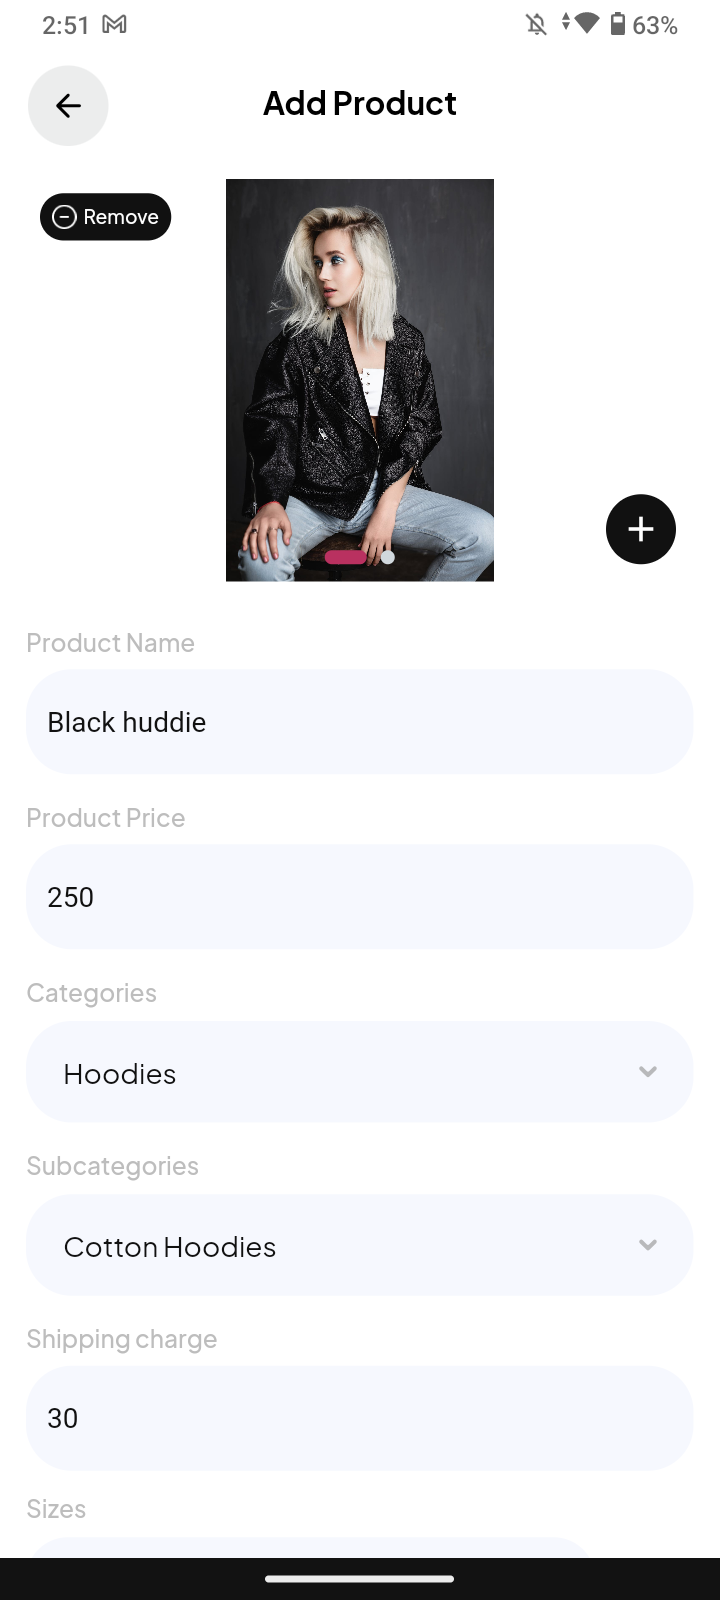 2:51 63%
Add Product
Remove
Product Name
Black huddie
Product Price
250
Categories
Hoodies
Subcategories
Cotton Hoodies
Shipping charge
30
Sizes